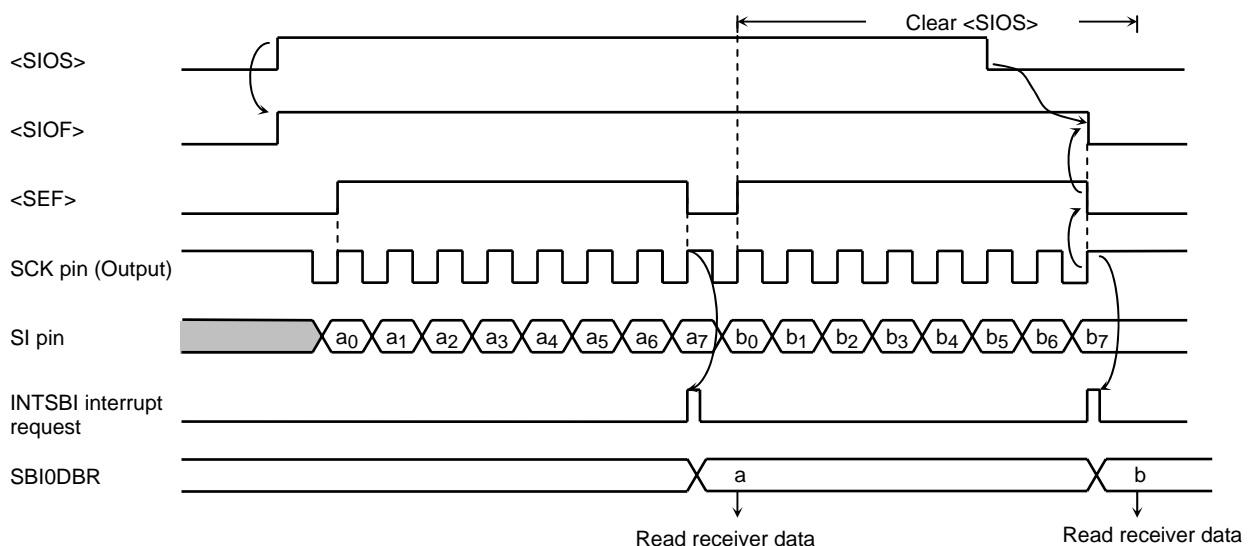 Clear <SIOS>
<SIOS>
<SIOF>
<SEF>
SCK pin (Output)
SI pin
a0 a1 a2 a3 a4 a5 a6 a7 b0 b1 b2 b3 b4 b5 b6 b7
INTSBI interrupt
request
SBI0DBR
a b
Read receiver data Read receiver data